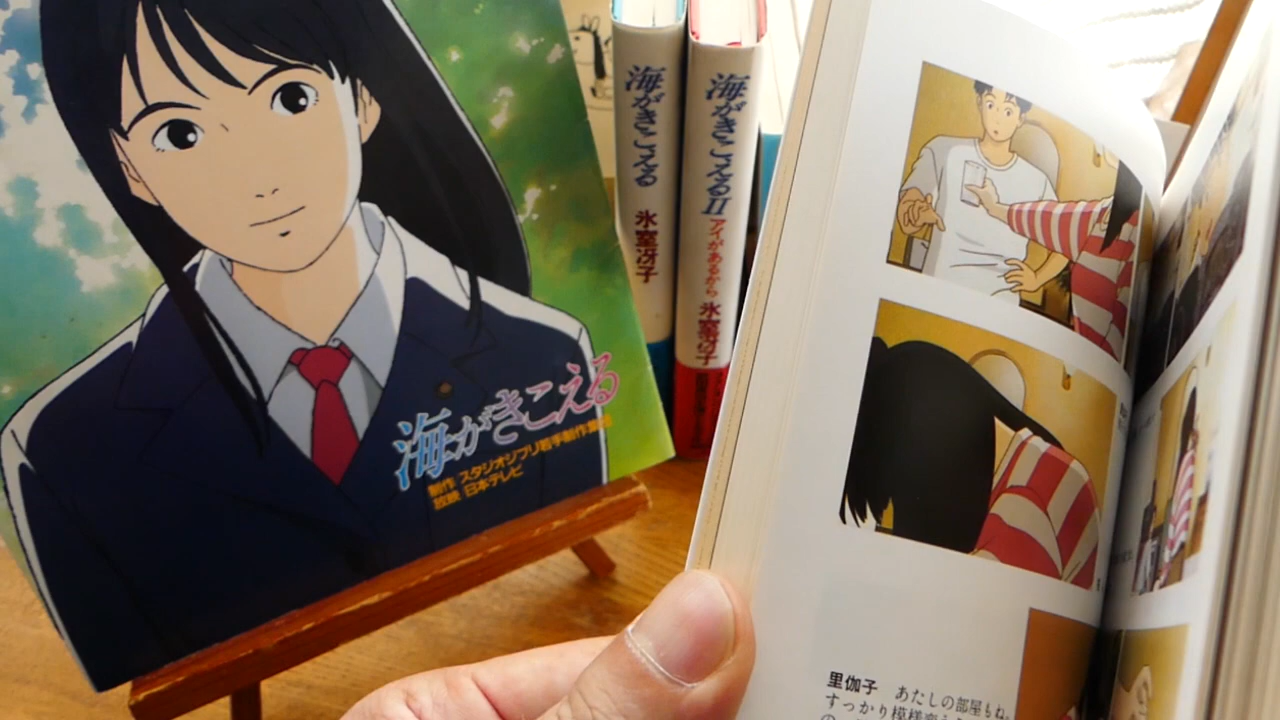 海がきこえる
制作 スタジオジブリ若手制作集団
放映 日本テレビ
海がきこえる
氷室冴子
海がきこえるII
アイがあるから
氷室冴子
里伽子 あたしの部屋もね。
すっかり模様変え